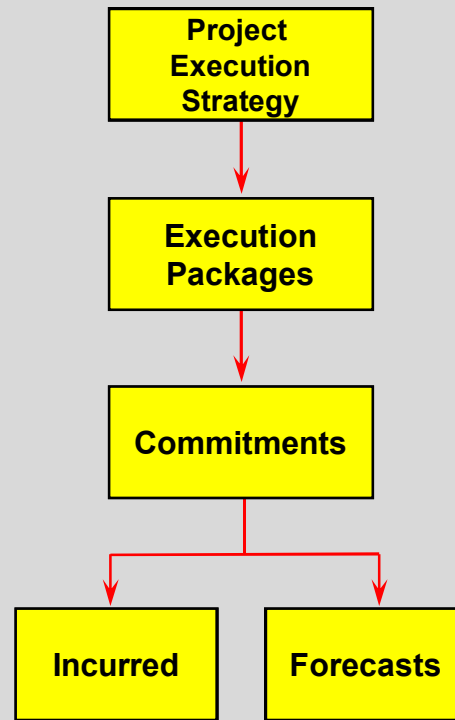 Project
Execution
Strategy
Execution
Packages
Commitments
Incurred
Forecasts